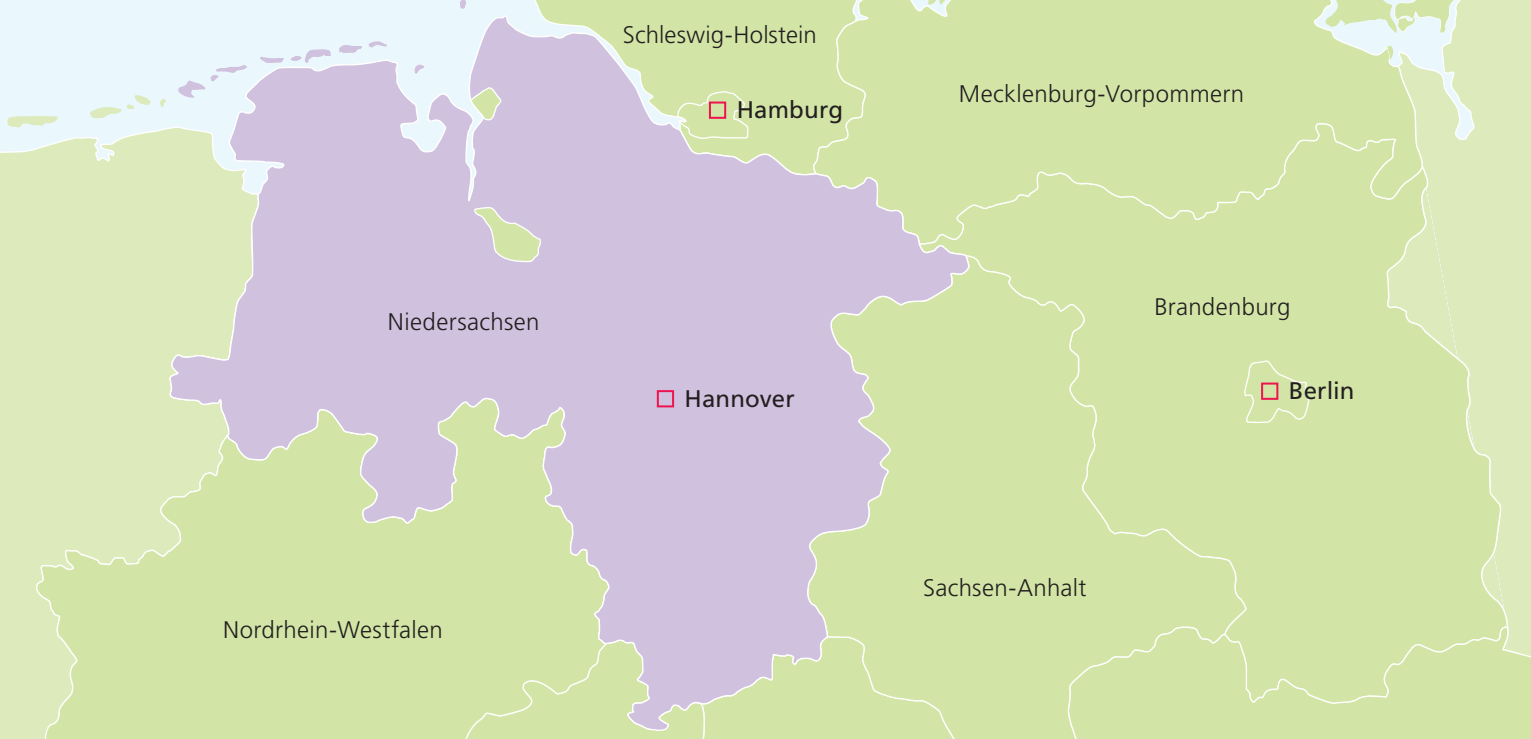 Schleswig-Holstein
Mecklenburg-Vorpommern
Hamburg
Brandenburg
Niedersachsen
Berlin
Hannover
Sachsen-Anhalt
Nordrhein-Westfalen